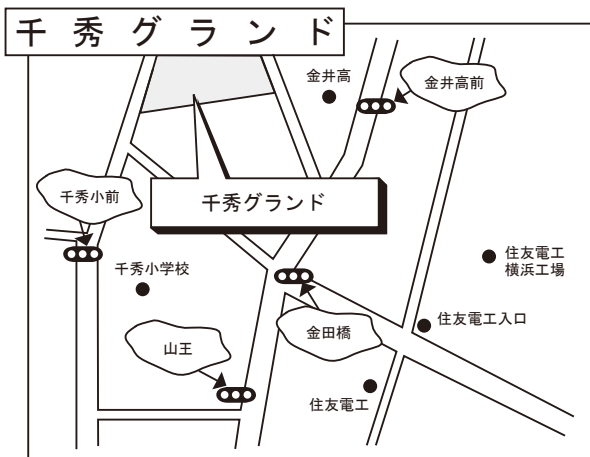 千秀グランド
金井高
金井高前
千秀小前
千秀グランド
千秀小学校
住友電工
横浜工場
住友電工入口
金田橋
山王
住友電工